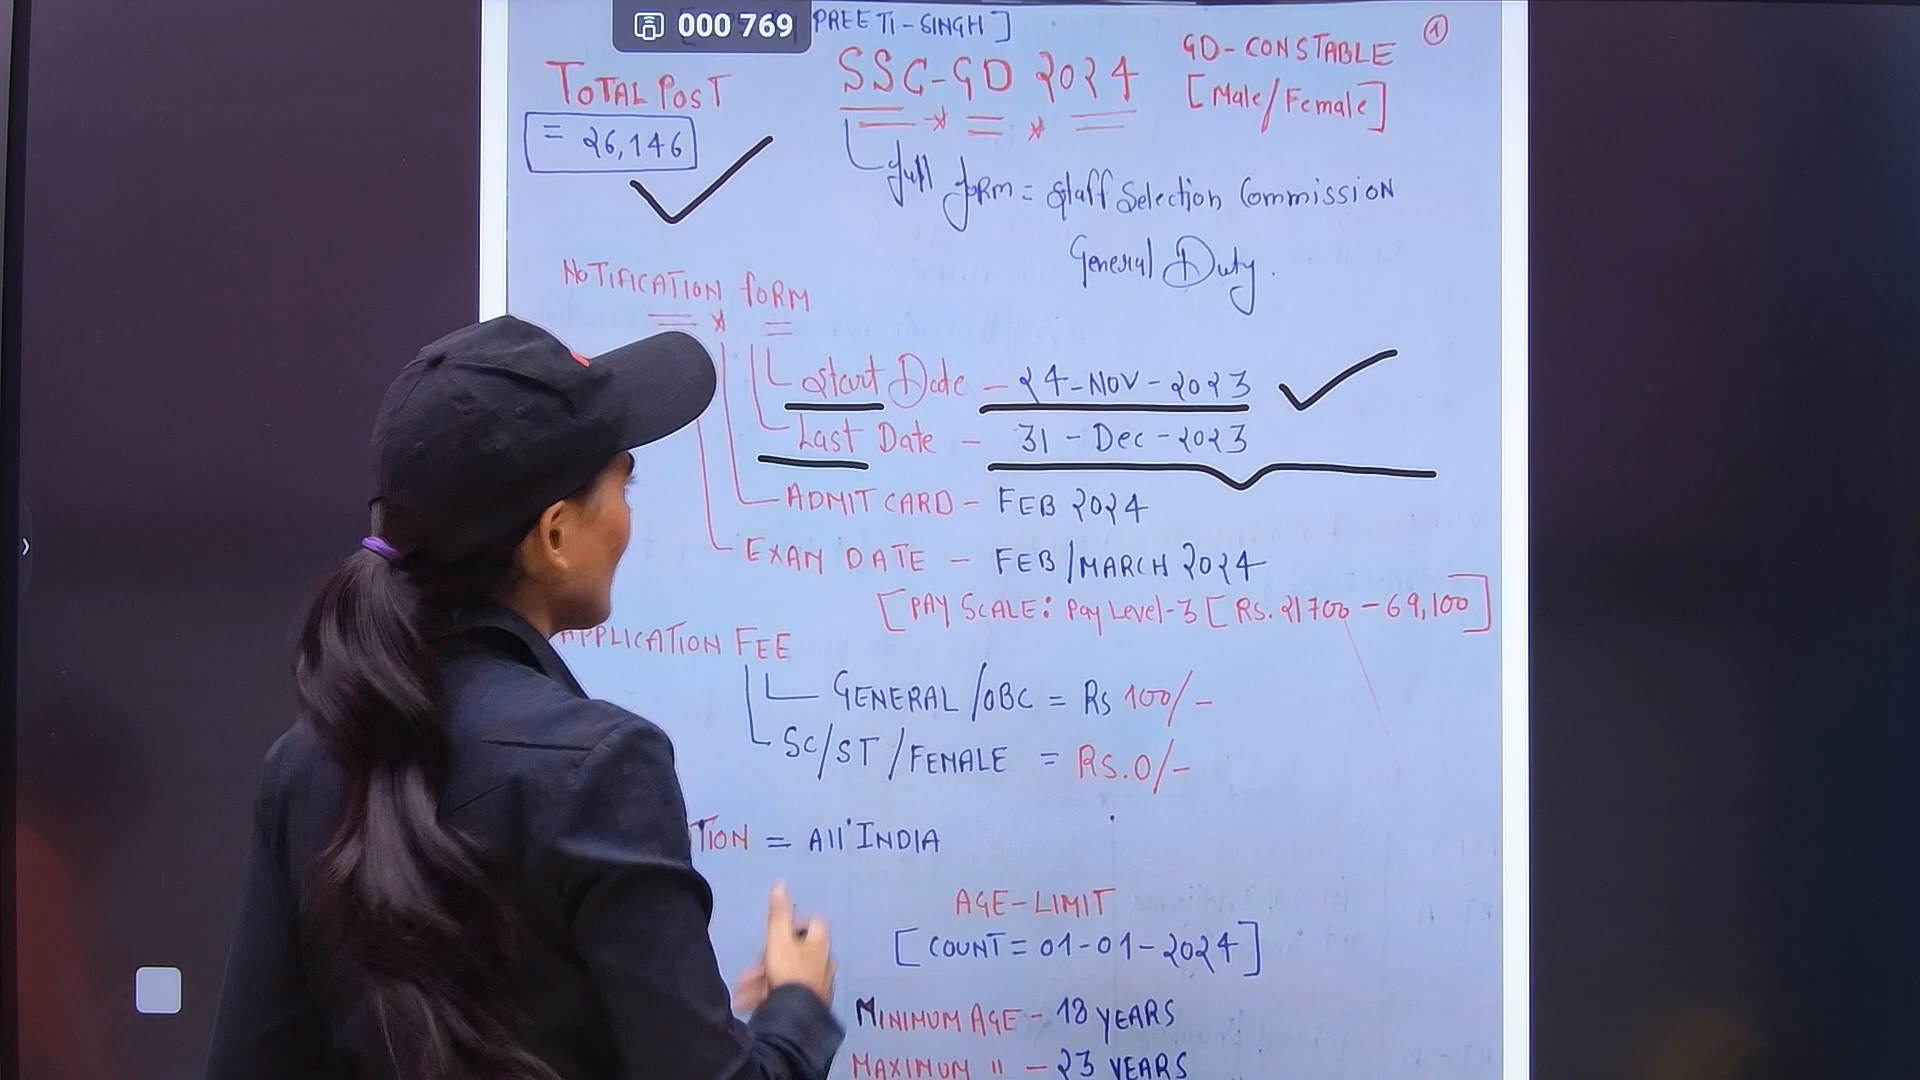 000 769
PREETI-SINGH]
SSC-GD 2024
GD-CONSTABLE
[Male/Female]
1
TOTAL POST
= 26,146
full form = Staff Selection Commission
General Duty.
NOTIFICATION foRM
Start Date - 24-NOV-2023
Last Date - 31-Dec-2023
ADMIT CARD - FEB 2024
EXAM DATE - FEB/MARCH 2024
[PAY SCALE: Pay Level-3 [RS. 21700-69,100]
APPLICATION FEE
GENERAL/OBC = Rs 100/-
SC/ST/FEMALE = RS.0/-
TION = All INDIA
AGE-LIMIT
[COUNT=01-01-2024]
MINIMUM AGE - 18 YEARS
MAXIMUM " - 23 YEARS